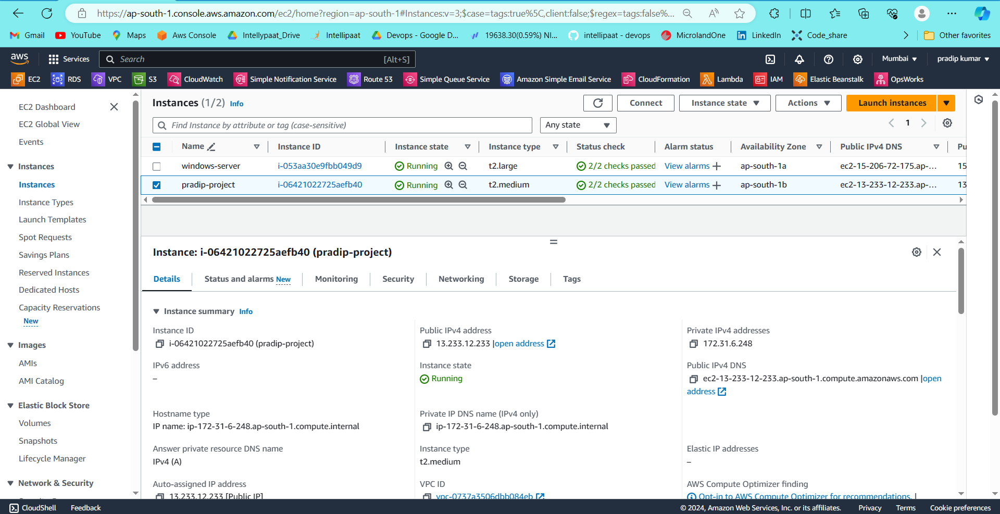 https://ap-south-1.console.aws.amazon.com/ec2/home?region=ap-south-1#Instances:v=3;$case=tags:true%5C,client:false;$regex=tags:false%...
Gmail YouTube Maps Aws Console Intellypaat_Drive Intellipaat Devops - Google D... 19638.30(0.59%) NI... intellipaat - devops MicrolandOne LinkedIn Code_share Other favorites
aws Services Search [Alt+S] Mumbai pradip kumar
EC2 RDS VPC S3 CloudWatch Simple Notification Service Route 53 Simple Queue Service Amazon Simple Email Service CloudFormation Lambda IAM Elastic Beanstalk OpsWorks
EC2 Dashboard
EC2 Global View
Events
Instances
Instances
Instance Types
Launch Templates
Spot Requests
Savings Plans
Reserved Instances
Dedicated Hosts
Capacity Reservations
New
Images
AMIs
AMI Catalog
Elastic Block Store
Volumes
Snapshots
Lifecycle Manager
Network & Security
Instances (1/2) Info Connect Instance state Actions Launch instances
Find Instance by attribute or tag (case-sensitive) Any state 1
Name Instance ID Instance state Instance type Status check Alarm status Availability Zone Public IPv4 DNS Pu
windows-server i-053aa30e9fbb049d9 Running t2.large 2/2 checks passed View alarms ap-south-1a ec2-15-206-72-175.ap-... 15
pradip-project i-06421022725aefb40 Running t2.medium 2/2 checks passed View alarms ap-south-1b ec2-13-233-12-233.ap-... 13
Instance: i-06421022725aefb40 (pradip-project)
Details Status and alarms New Monitoring Security Networking Storage Tags
Instance summary Info
Instance ID
i-06421022725aefb40 (pradip-project)
Public IPv4 address
13.233.12.233 |open address
Private IPv4 addresses
172.31.6.248
IPv6 address
–
Instance state
Running
Public IPv4 DNS
ec2-13-233-12-233.ap-south-1.compute.amazonaws.com |open
address
Hostname type
IP name: ip-172-31-6-248.ap-south-1.compute.internal
Private IP DNS name (IPv4 only)
ip-172-31-6-248.ap-south-1.compute.internal
Answer private resource DNS name
IPv4 (A)
Instance type
t2.medium
Elastic IP addresses
–
Auto-assigned IP address
13.233.12.233 [Public IP]
VPC ID
vpc-0737a3506dbb084eb
AWS Compute Optimizer finding
Opt-in to AWS Compute Optimizer for recommendations. |
CloudShell Feedback © 2024, Amazon Web Services, Inc. or its affiliates. Privacy Terms Cookie preferences